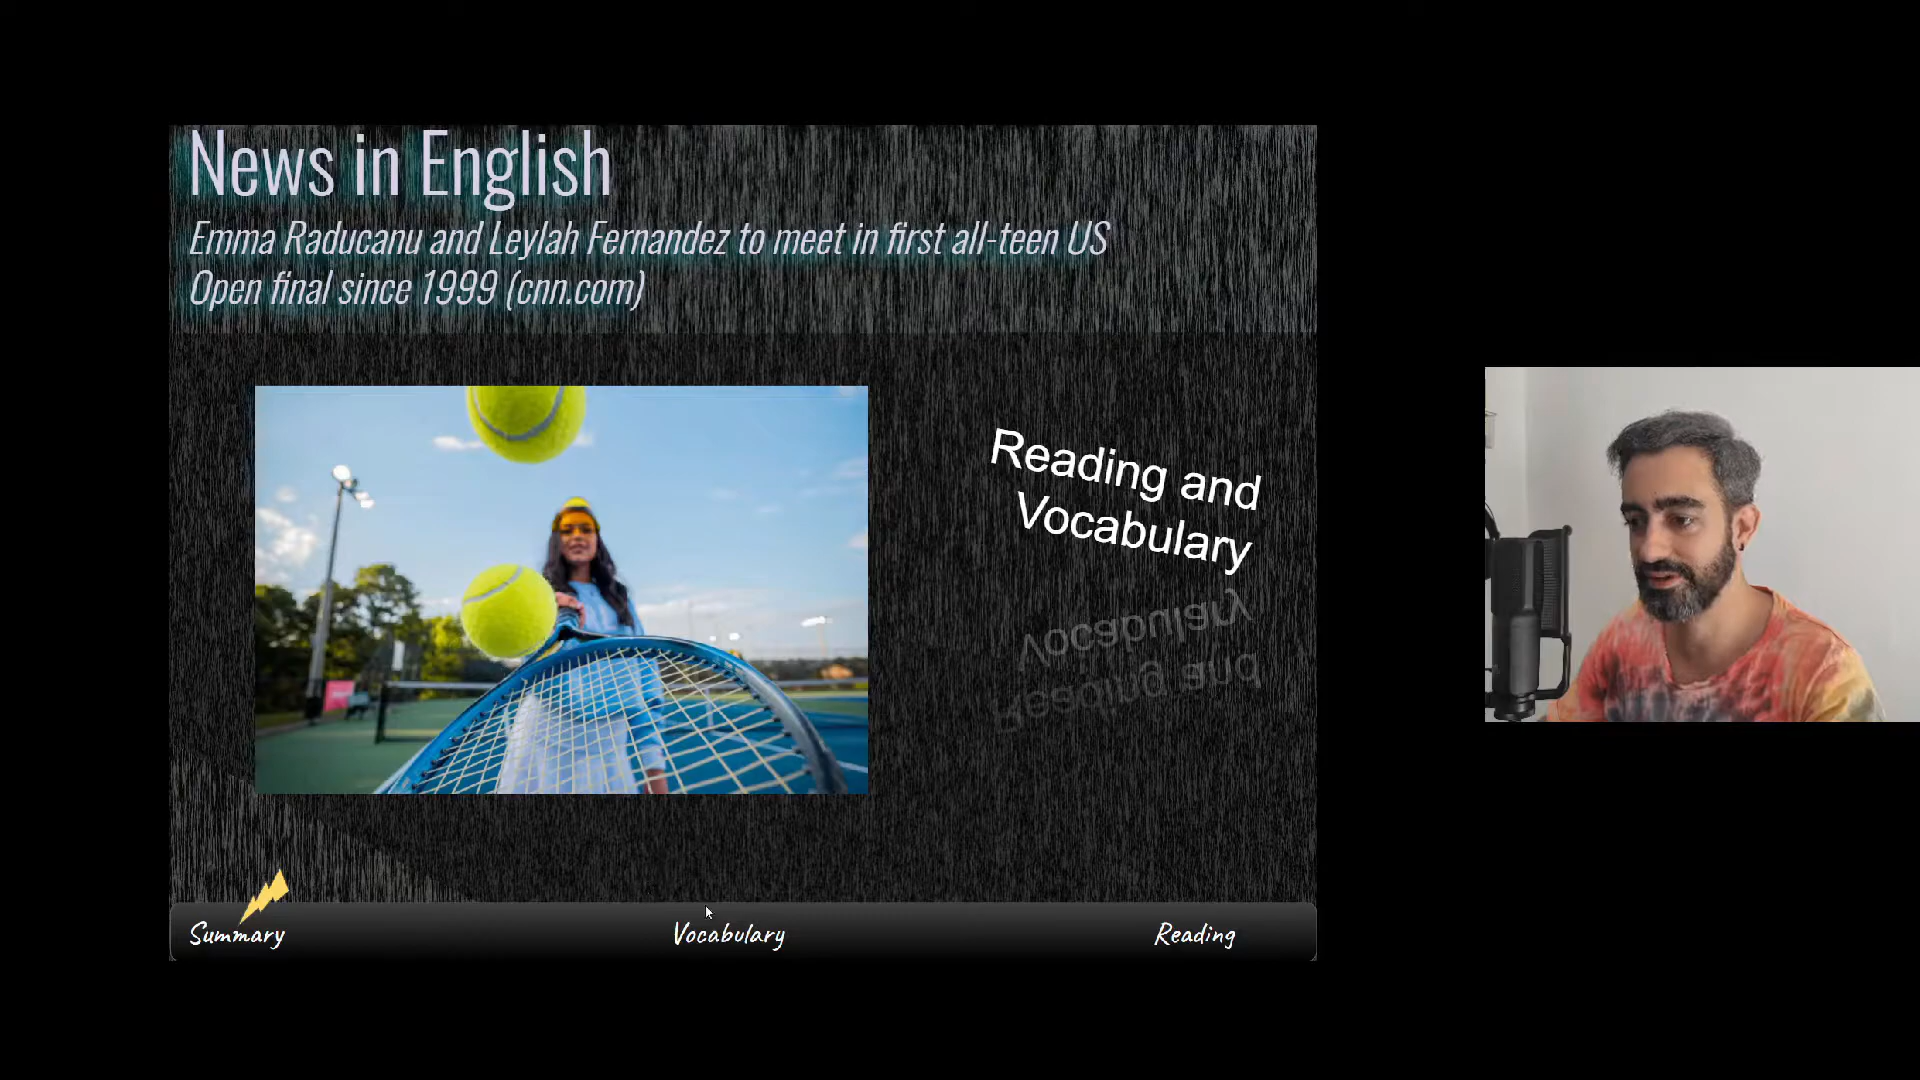 News in English
Emma Raducanu and Leylah Fernandez to meet in first all-teen US
Open final since 1999 (cnn.com)
Reading and
Vocabulary
Summary
Vocabulary
Reading